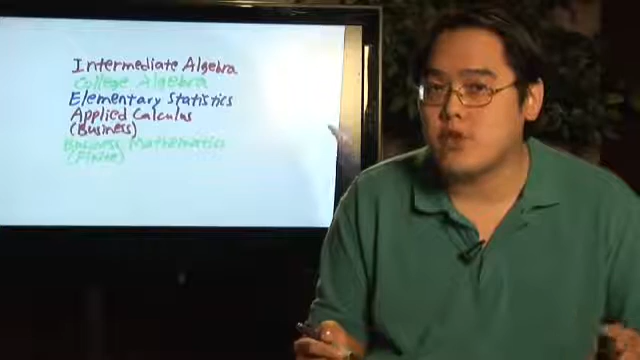 Intermediate Algebra
College Algebra
Elementary Statistics
Applied Calculus
(Business)
Business Mathematics
(Finite)